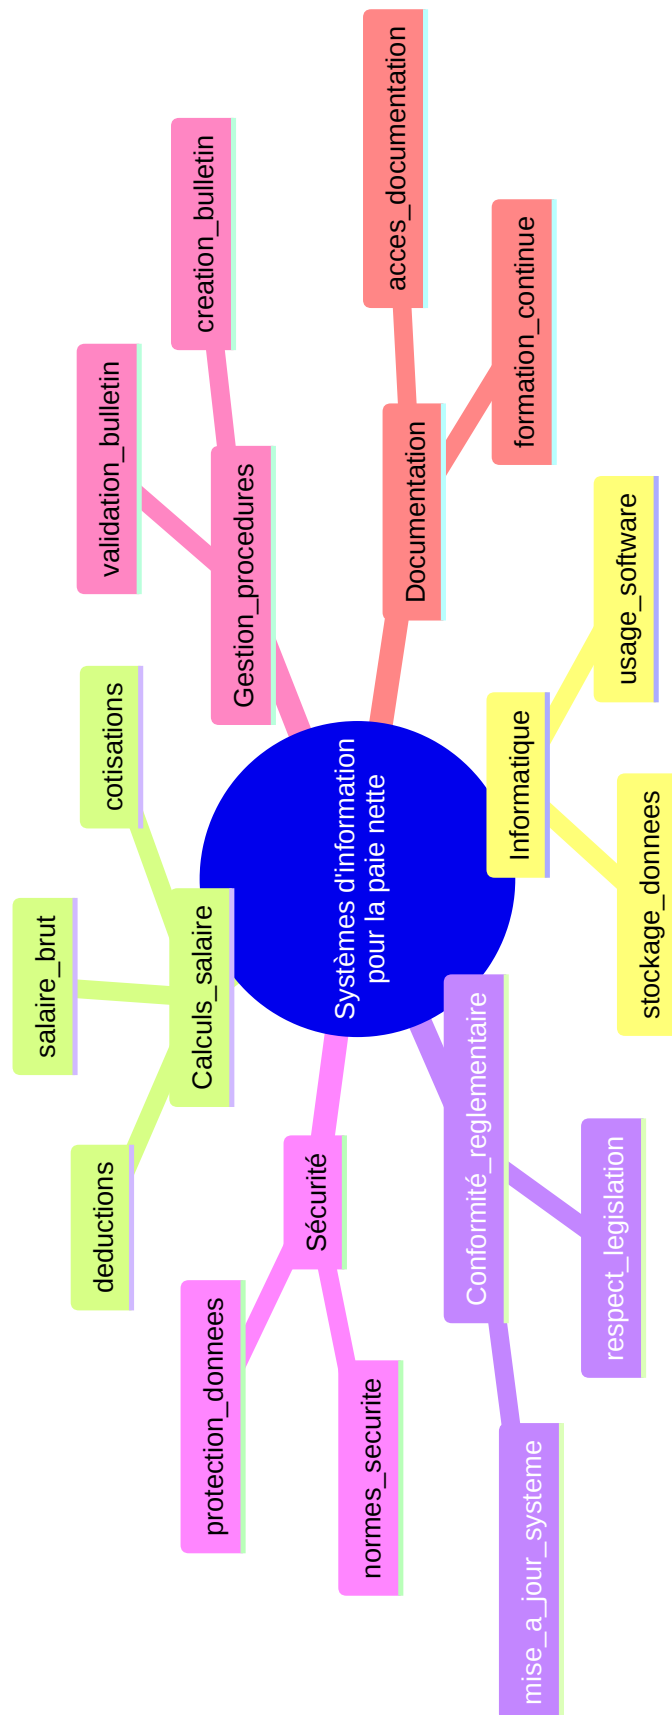 Systèmes d'information
pour la paie nette
Informatique
usage_software
stockage_donnees
Conformité_reglementaire
respect_legislation
mise_a_jour_systeme
Sécurité
normes_securite
protection_donnees
Calculs_salaire
deductions
salaire_brut
cotisations
Gestion_procedures
validation_bulletin
creation_bulletin
Documentation
acces_documentation
formation_continue